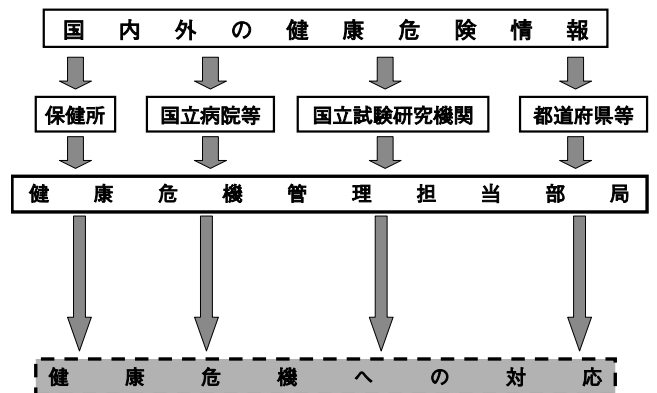 国内外の健康危険情報
保健所 国立病院等 国立試験研究機関 都道府県等
健康危機管理担当部局
健康危機への対応